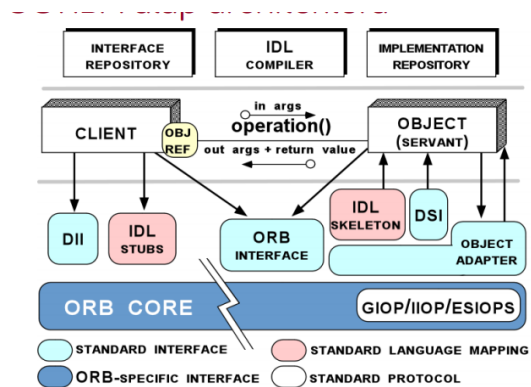 INTERFACE
REPOSITORY
IDL
COMPILER
IMPLEMENTATION
REPOSITORY
in args
operation()
out args + return value
CLIENT
OBJ
REF
OBJECT
(SERVANT)
DII
IDL
STUBS
ORB
INTERFACE
IDL
SKELETON
DSI
OBJECT
ADAPTER
ORB CORE
GIOP/IIOP/ESIOPS
STANDARD INTERFACE
STANDARD LANGUAGE MAPPING
ORB-SPECIFIC INTERFACE
STANDARD PROTOCOL